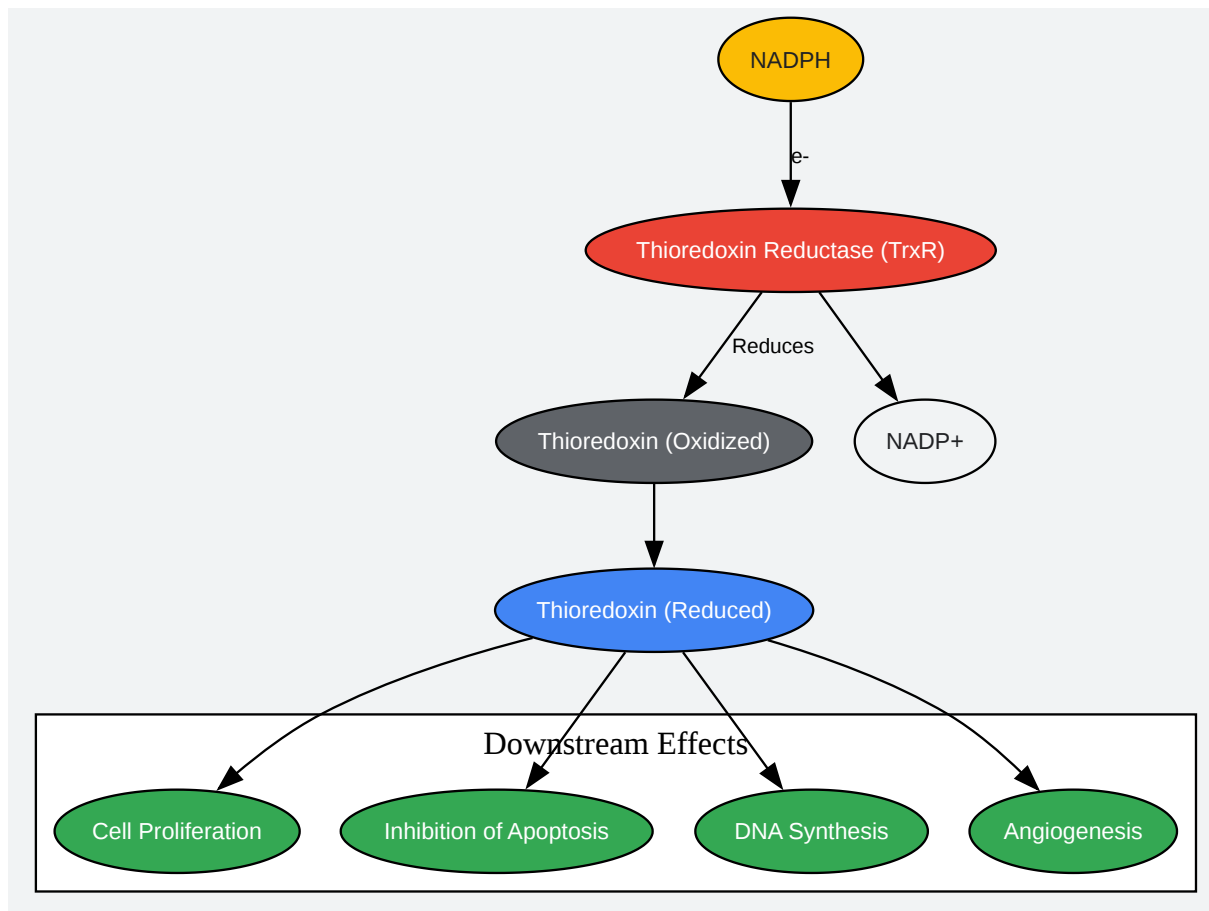 NADPH
e-
Thioredoxin Reductase (TrxR)
Reduces
Thioredoxin (Oxidized)
NADP+
Thioredoxin (Reduced)
Downstream Effects
Cell Proliferation
Inhibition of Apoptosis
DNA Synthesis
Angiogenesis